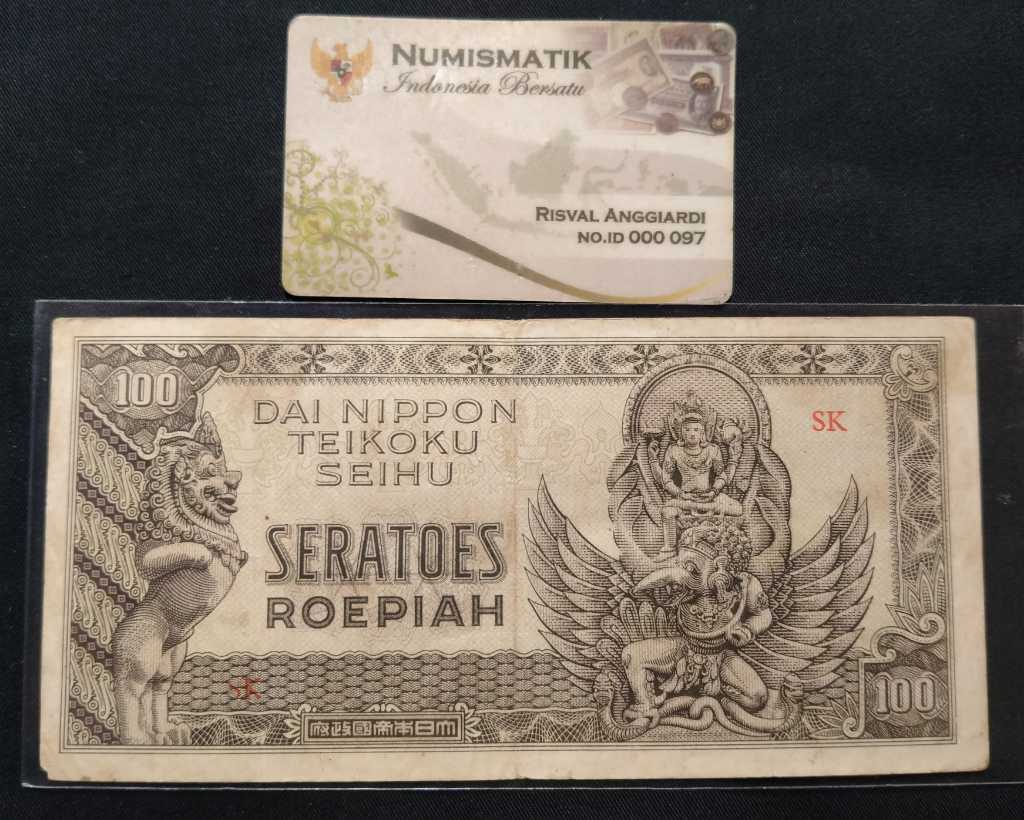 NUMISMATIK
Indonesia Bersatu
RISVAL ANGGIARDI
NO.ID 000 097
100
DAI NIPPON
TEIKOKU
SEIHU
SK
SERATOES
ROEPIAH
SK
100
府政國帝本日大